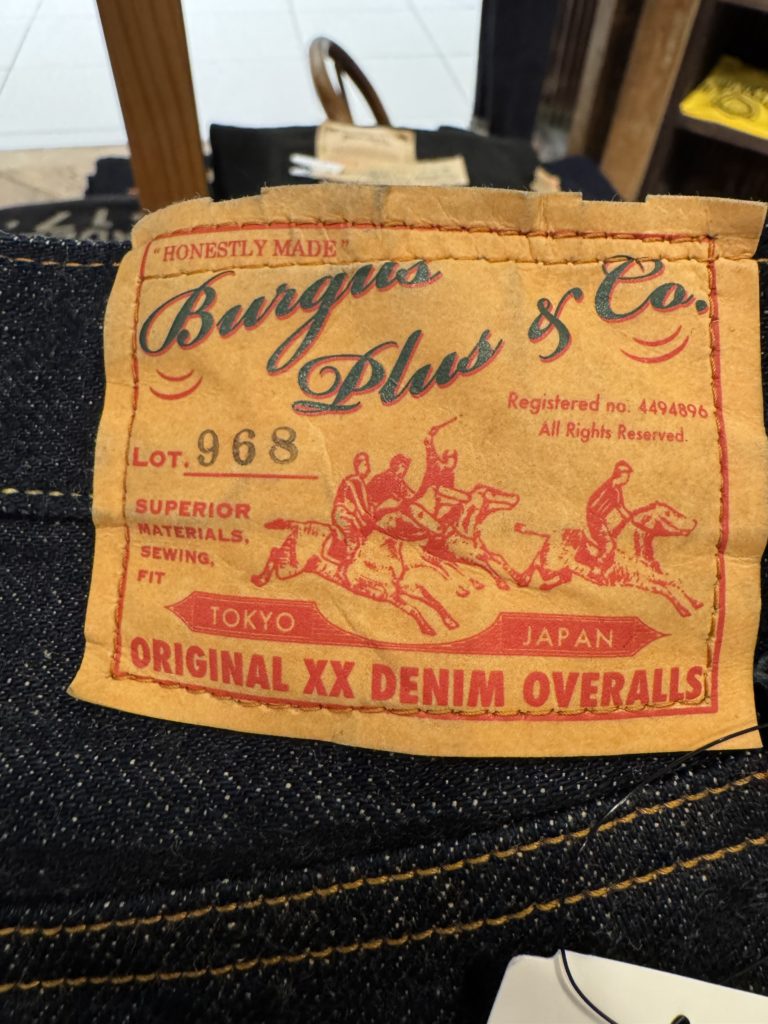 "HONESTLY MADE"
Burgus
Plus & Co.
Registered no. 4494896
All Rights Reserved.
LOT. 968
SUPERIOR
MATERIALS,
SEWING,
FIT
TOKYO
JAPAN
ORIGINAL XX DENIM OVERALLS